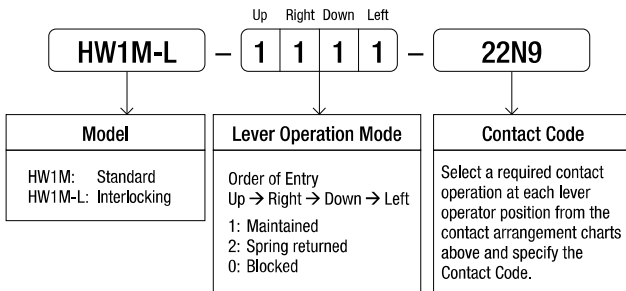 Up Right Down Left
HW1M-L – 1 1 1 1 – 22N9
Model
HW1M: Standard
HW1M-L: Interlocking
Lever Operation Mode
Order of Entry
Up → Right → Down → Left
1: Maintained
2: Spring returned
0: Blocked
Contact Code
Select a required contact
operation at each lever
operator position from the
contact arrangement charts
above and specify the
Contact Code.